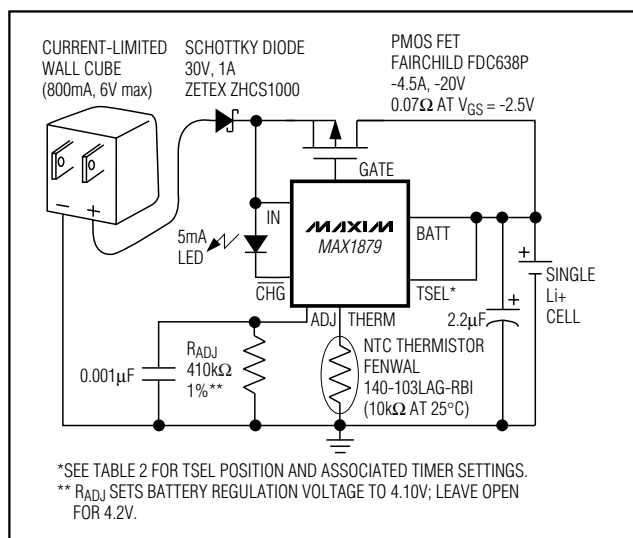 CURRENT-LIMITED
WALL CUBE
(800mA, 6V max)
SCHOTTKY DIODE
30V, 1A
ZETEX ZHCS1000
PMOS FET
FAIRCHILD FDC638P
-4.5A, -20V
0.07Ω AT VGS = -2.5V
GATE
IN
MAXIM
MAX1879
BATT
5mA
LED
CHG
TSEL*
ADJ THERM
– +
+
+
SINGLE
Li+
CELL
2.2µF
0.001µF
RADJ
410kΩ
1%**
NTC THERMISTOR
FENWAL
140-103LAG-RBI
(10kΩ AT 25°C)
*SEE TABLE 2 FOR TSEL POSITION AND ASSOCIATED TIMER SETTINGS.
** RADJ SETS BATTERY REGULATION VOLTAGE TO 4.10V; LEAVE OPEN
FOR 4.2V.